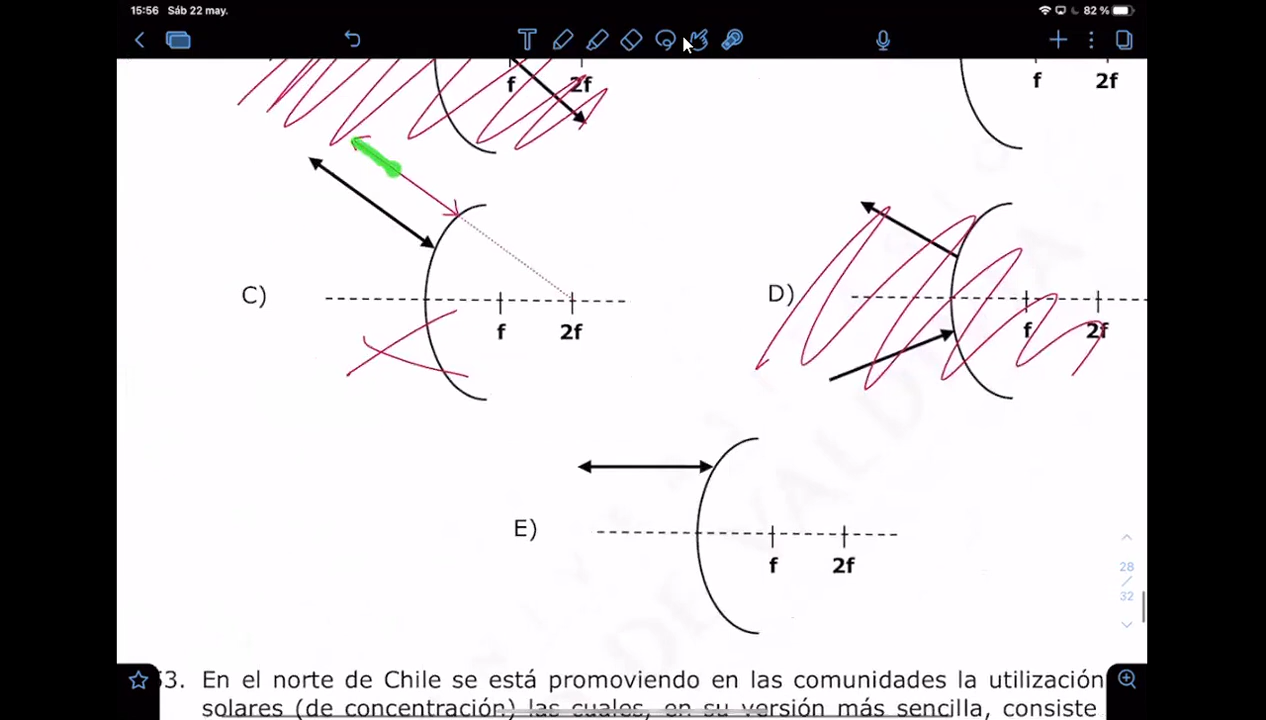 15:56 Sáb 22 may. 82 %
f 2f f 2f
C) f 2f
D) f 2f
E) f 2f
28
/
32
53. En el norte de Chile se está promoviendo en las comunidades la utilización
solares (de concentración) las cuales, en su versión más sencilla, consiste